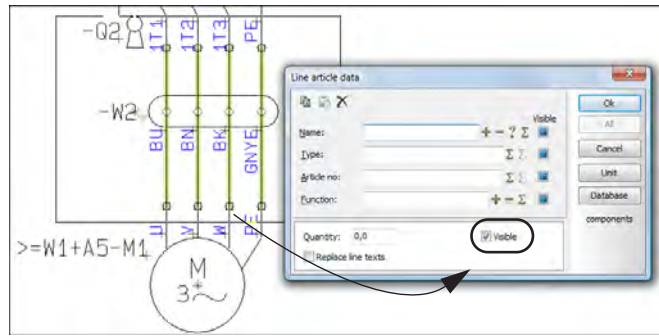 -Q2
1T1
1T2
1T3
PE
-W2
BU
BN
BK
GNYE
U
V
W
PE
>=W1+A5-M1
M
3
Line article data
Ok
All
Cancel
Unit
Database
components
Visible
Name:
Type:
Article no:
Function:
Quantity: 0,0
Visible
Replace line texts